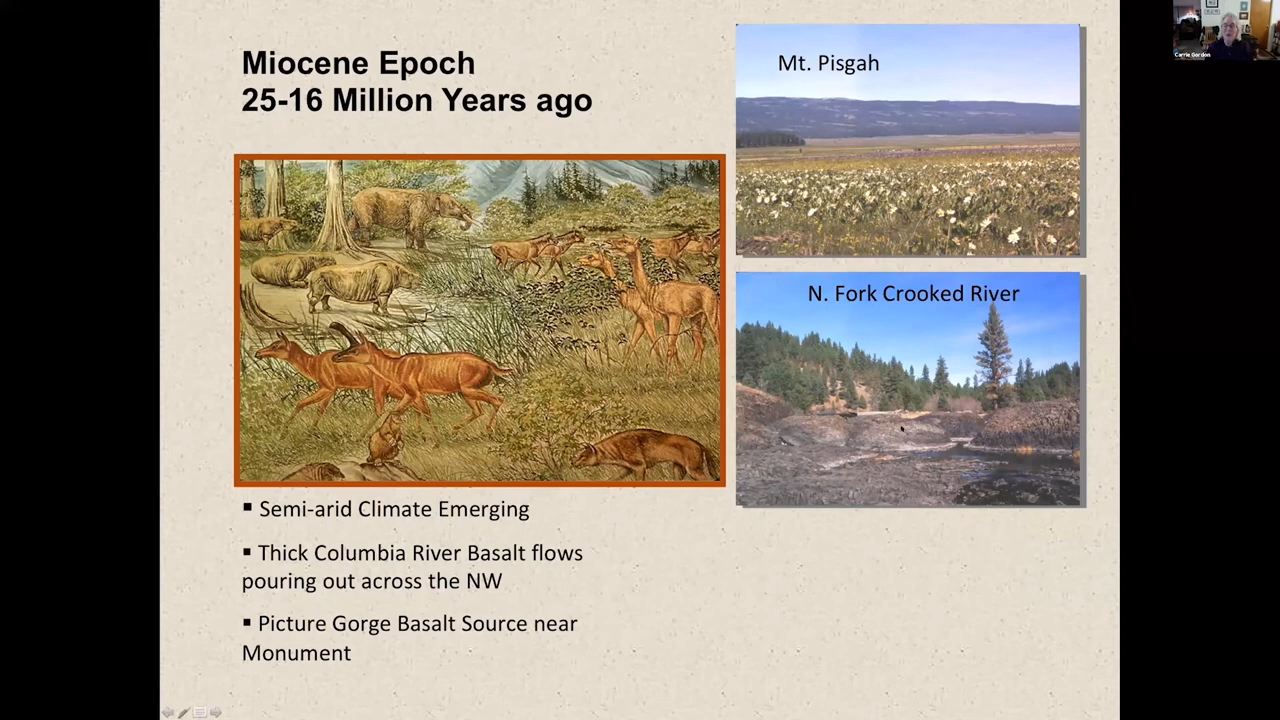 Miocene Epoch
25-16 Million Years ago
▪ Semi-arid Climate Emerging
▪ Thick Columbia River Basalt flows
pouring out across the NW
▪ Picture Gorge Basalt Source near
Monument
Mt. Pisgah
N. Fork Crooked River
Carrie Gordon